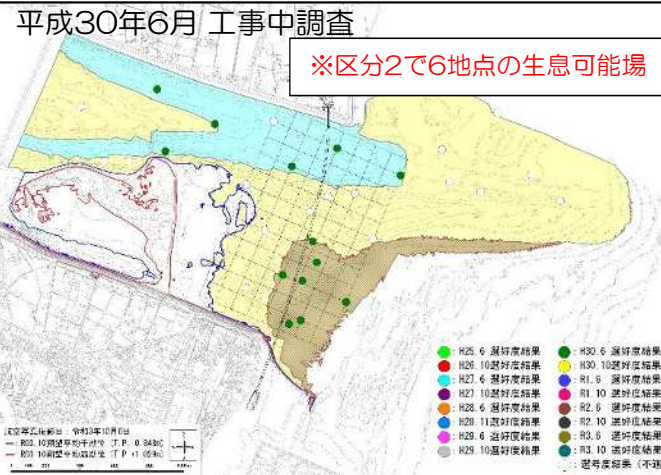 平成30年6月 工事中調査
※区分2で6地点の生息可能場
: H25.6 選好度結果
: H26.10選好度結果
: H27.6 選好度結果
: H27.10選好度結果
: H28.6 選好度結果
: H28.11選好度結果
: H29.6 選好度結果
: H29.10選好度結果
: H30.6 選好度結果
: H30.10選好度結果
: R1.6 選好度結果
: R1.10 選好度結果
: R2.6 選好度結果
: R2.10 選好度結果
: R3.6 選好度結果
: R3.10 選好度結果